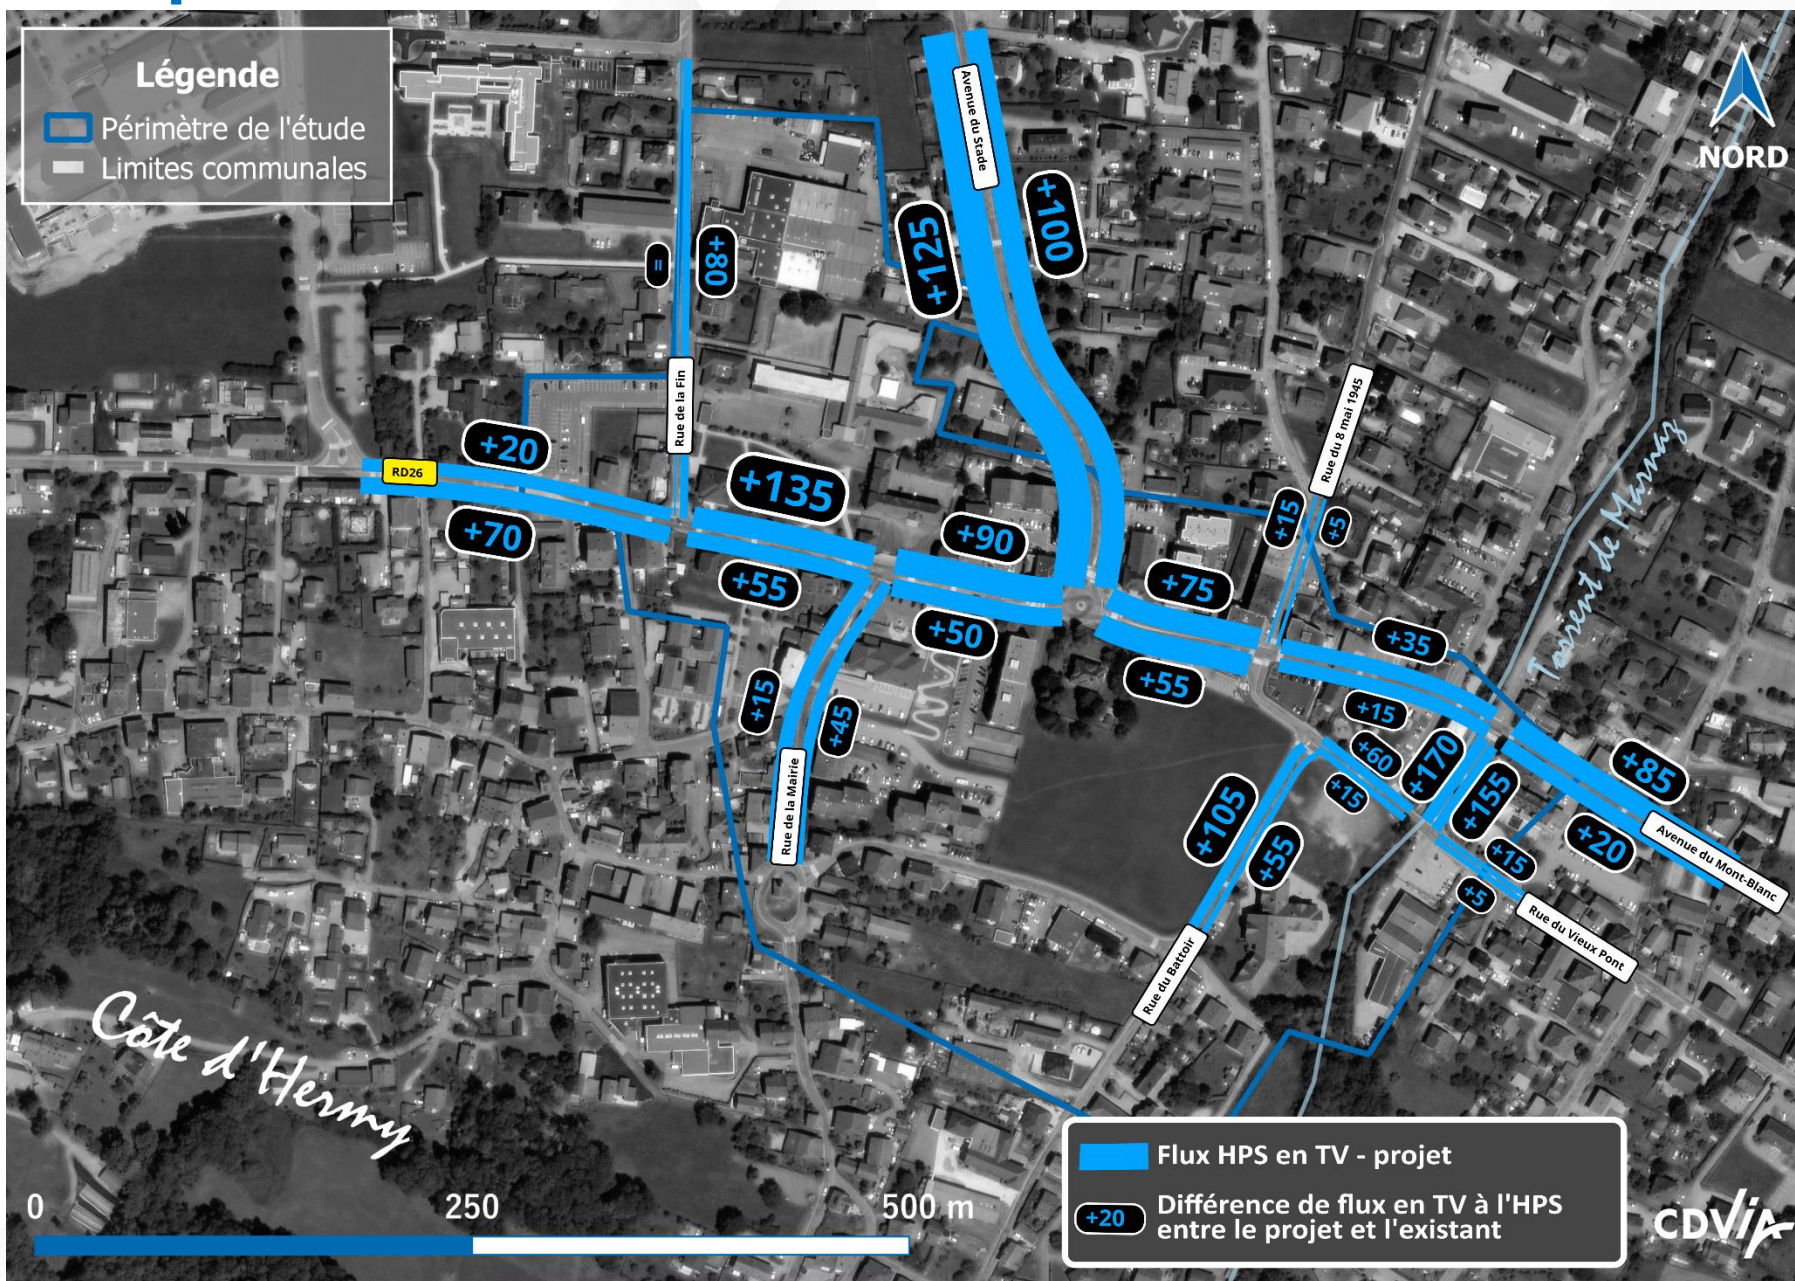 Légende
Périmètre de l'étude
Limites communales
NORD
Avenue du Stade
+125
+100
=
+80
Rue de la Fin
Rue du 8 mai 1945
RD26
+20
+70
+135
+55
+90
+50
+75
+55
+15
+5
+35
+15
+60
+15
+170
+155
+85
+20
Avenue du Mont-Blanc
+15
+5
Rue du Vieux Pont
+105
+55
Rue du Battoir
+15
+45
Rue de la Mairie
Torrent de Marnaz
Côte d'Hermy
0 250 500 m
Flux HPS en TV - projet
+20
Différence de flux en TV à l'HPS
entre le projet et l'existant
CDVIA